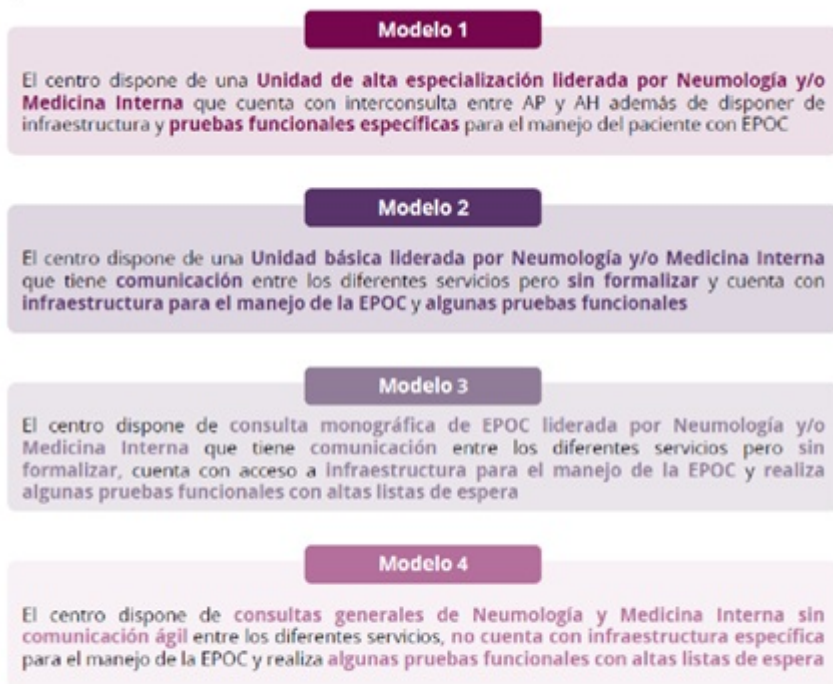 Modelo 1
El centro dispone de una Unidad de alta especialización liderada por Neumología y/o
Medicina Interna que cuenta con interconsulta entre AP y AH además de disponer de
infraestructura y pruebas funcionales específicas para el manejo del paciente con EPOC
Modelo 2
El centro dispone de una Unidad básica liderada por Neumología y/o Medicina Interna
que tiene comunicación entre los diferentes servicios pero sin formalizar y cuenta con
infraestructura para el manejo de la EPOC y algunas pruebas funcionales
Modelo 3
El centro dispone de consulta monográfica de EPOC liderada por Neumología y/o
Medicina Interna que tiene comunicación entre los diferentes servicios pero sin
formalizar, cuenta con acceso a infraestructura para el manejo de la EPOC y realiza
algunas pruebas funcionales con altas listas de espera
Modelo 4
El centro dispone de consultas generales de Neumología y Medicina Interna sin
comunicación ágil entre los diferentes servicios, no cuenta con infraestructura específica
para el manejo de la EPOC y realiza algunas pruebas funcionales con altas listas de espera